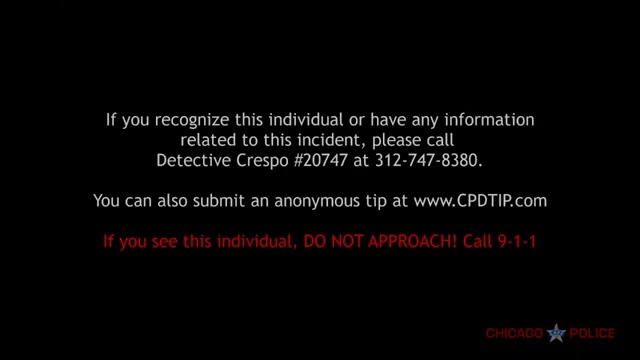 If you recognize this individual or have any information
related to this incident, please call
Detective Crespo #20747 at 312-747-8380.
You can also submit an anonymous tip at www.CPDTIP.com
If you see this individual, DO NOT APPROACH! Call 9-1-1
CHICAGO POLICE